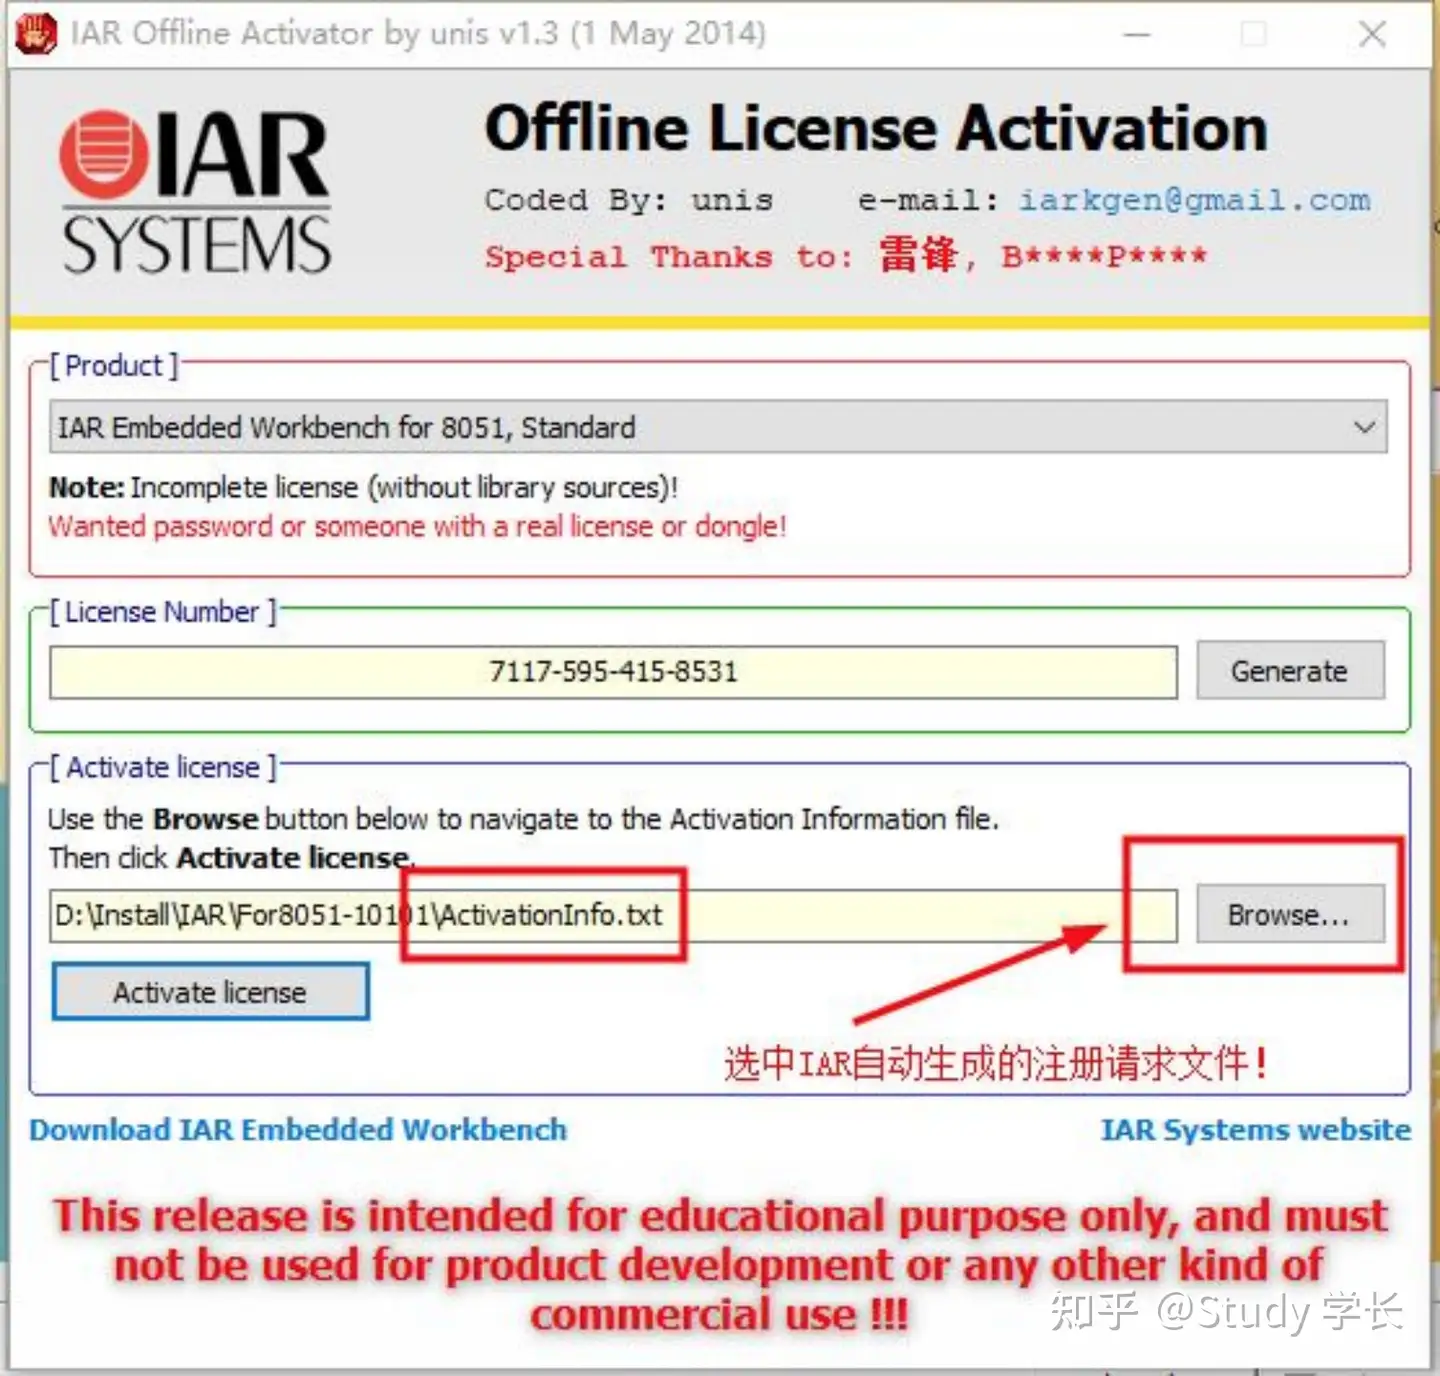 IAR Offline Activator by unis v1.3 (1 May 2014)
IAR
SYSTEMS
Offline License Activation
Coded By: unis e-mail: iarkgen@gmail.com
Special Thanks to: 雷锋, B****P****
[ Product ]
IAR Embedded Workbench for 8051, Standard
Note: Incomplete license (without library sources)!
Wanted password or someone with a real license or dongle!
[ License Number ]
7117-595-415-8531
Generate
[ Activate license ]
Use the Browse button below to navigate to the Activation Information file.
Then click Activate license.
D:\Install\IAR\For8051-10101\ActivationInfo.txt
Browse...
Activate license
选中IAR自动生成的注册请求文件!
Download IAR Embedded Workbench
IAR Systems website
This release is intended for educational purpose only, and must
not be used for product development or any other kind of
commercial use !!!
知乎 @Study 学长